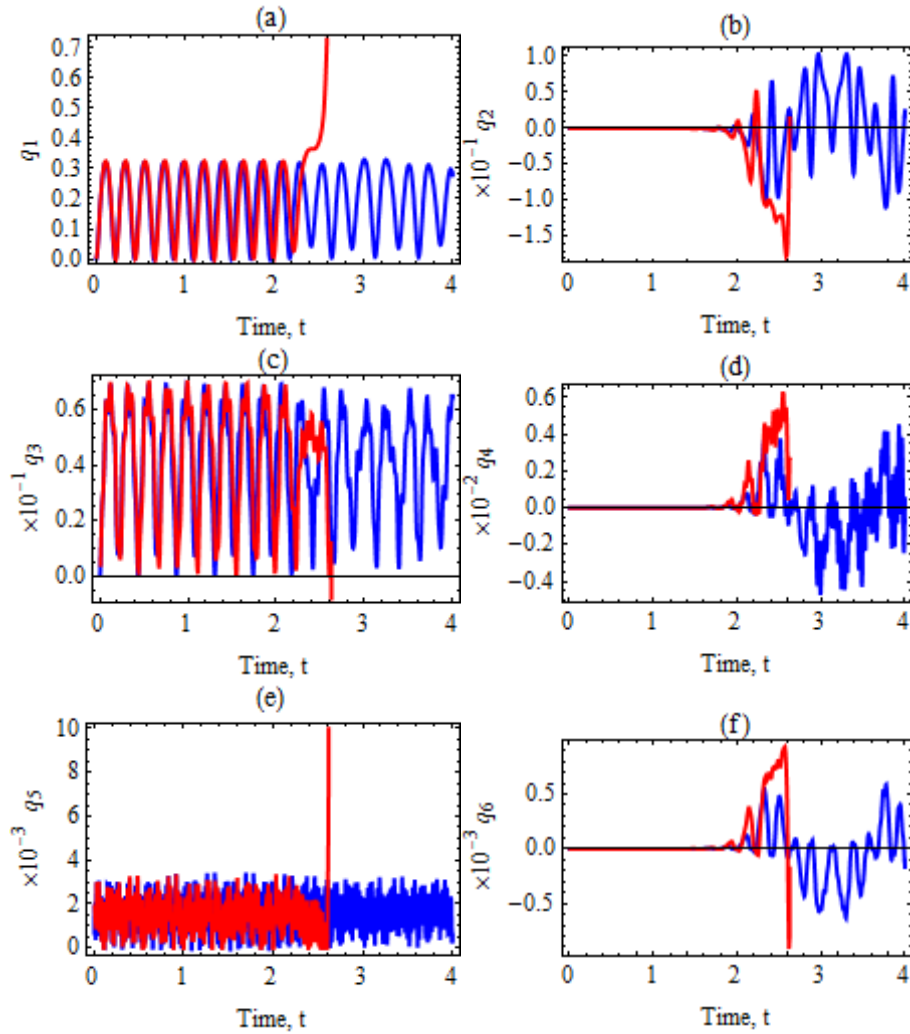 (a)
0.7
0.6
0.5
0.4
0.3
0.2
0.1
0.0
q1
0 1 2 3 4
Time, t
(b)
1.0
0.5
0.0
−0.5
−1.0
−1.5
×10⁻¹ q2
0 1 2 3 4
Time, t
(c)
0.6
0.4
0.2
0.0
×10⁻¹ q3
0 1 2 3 4
Time, t
(d)
0.6
0.4
0.2
0.0
−0.2
−0.4
×10⁻² q4
0 1 2 3 4
Time, t
(e)
10
8
6
4
2
0
×10⁻³ q5
0 1 2 3 4
Time, t
(f)
0.5
0.0
−0.5
×10⁻³ q6
0 1 2 3 4
Time, t